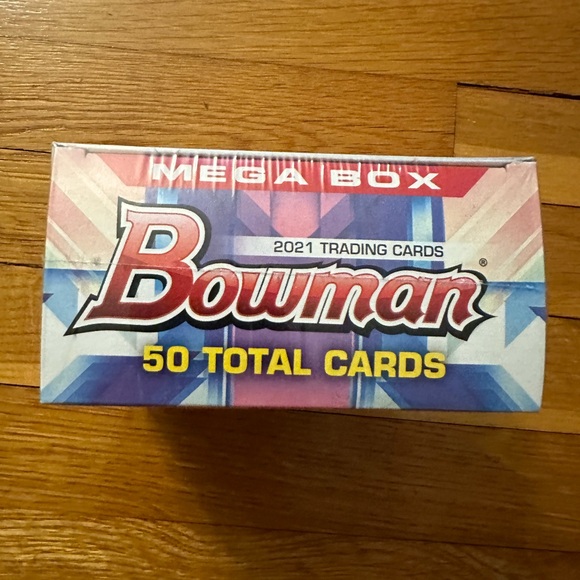 MEGA BOX
2021 TRADING CARDS
Bowman®
50 TOTAL CARDS